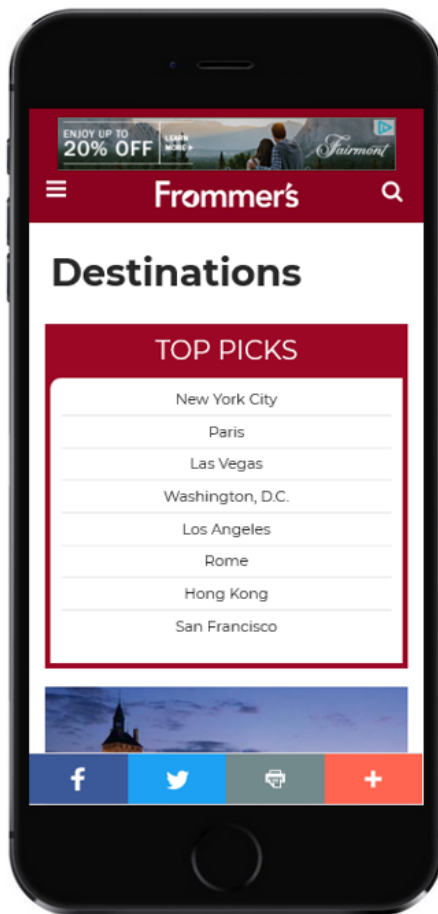 ENJOY UP TO
20% OFF
LEARN
MORE
Fairmont
Frommer's
Destinations
TOP PICKS
New York City
Paris
Las Vegas
Washington, D.C.
Los Angeles
Rome
Hong Kong
San Francisco